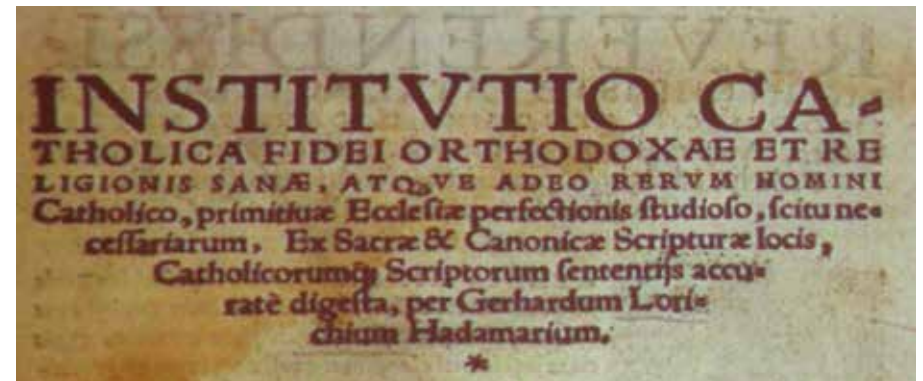 INSTITVTIO CA-
THOLICA FIDEI ORTHODOXAE ET RE
LIGIONIS SANÆ, ATQVE ADEO RERVM HOMINI
Catholico, primitiuæ Eccleſiæ perfectionis ſtudioſo, ſcitu ne-
ceſſariarum, Ex Sacræ & Canonicæ Scripturæ locis,
Catholicorumq́; Scriptorum ſententijs accu-
ratè digeſta, per Gerhardum Lori-
chium Hadamarium.
*